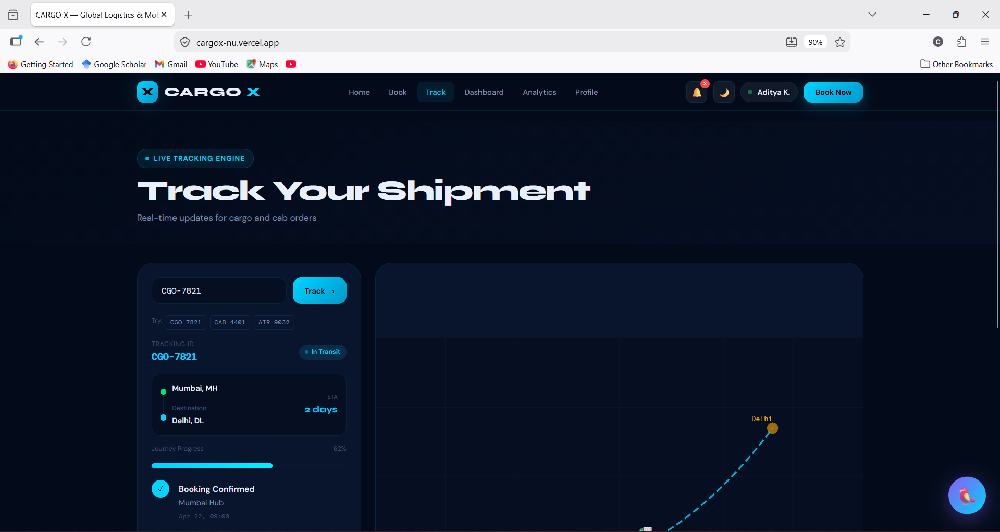 CARGO X — Global Logistics & Mob
cargox-nu.vercel.app
90%
C
Getting Started
Google Scholar
Gmail
YouTube
Maps
Other Bookmarks
X CARGO X
Home
Book
Track
Dashboard
Analytics
Profile
3
Aditya K.
Book Now
LIVE TRACKING ENGINE
Track Your Shipment
Real-time updates for cargo and cab orders
CGO-7821
Track →
Try: CGO-7821 CAB-4401 AIR-9032
TRACKING ID
CGO-7821
In Transit
Mumbai, MH
Destination
Delhi, DL
ETA
2 days
Journey Progress 62%
✓ Booking Confirmed
Mumbai Hub
Apr 22, 09:00
Delhi